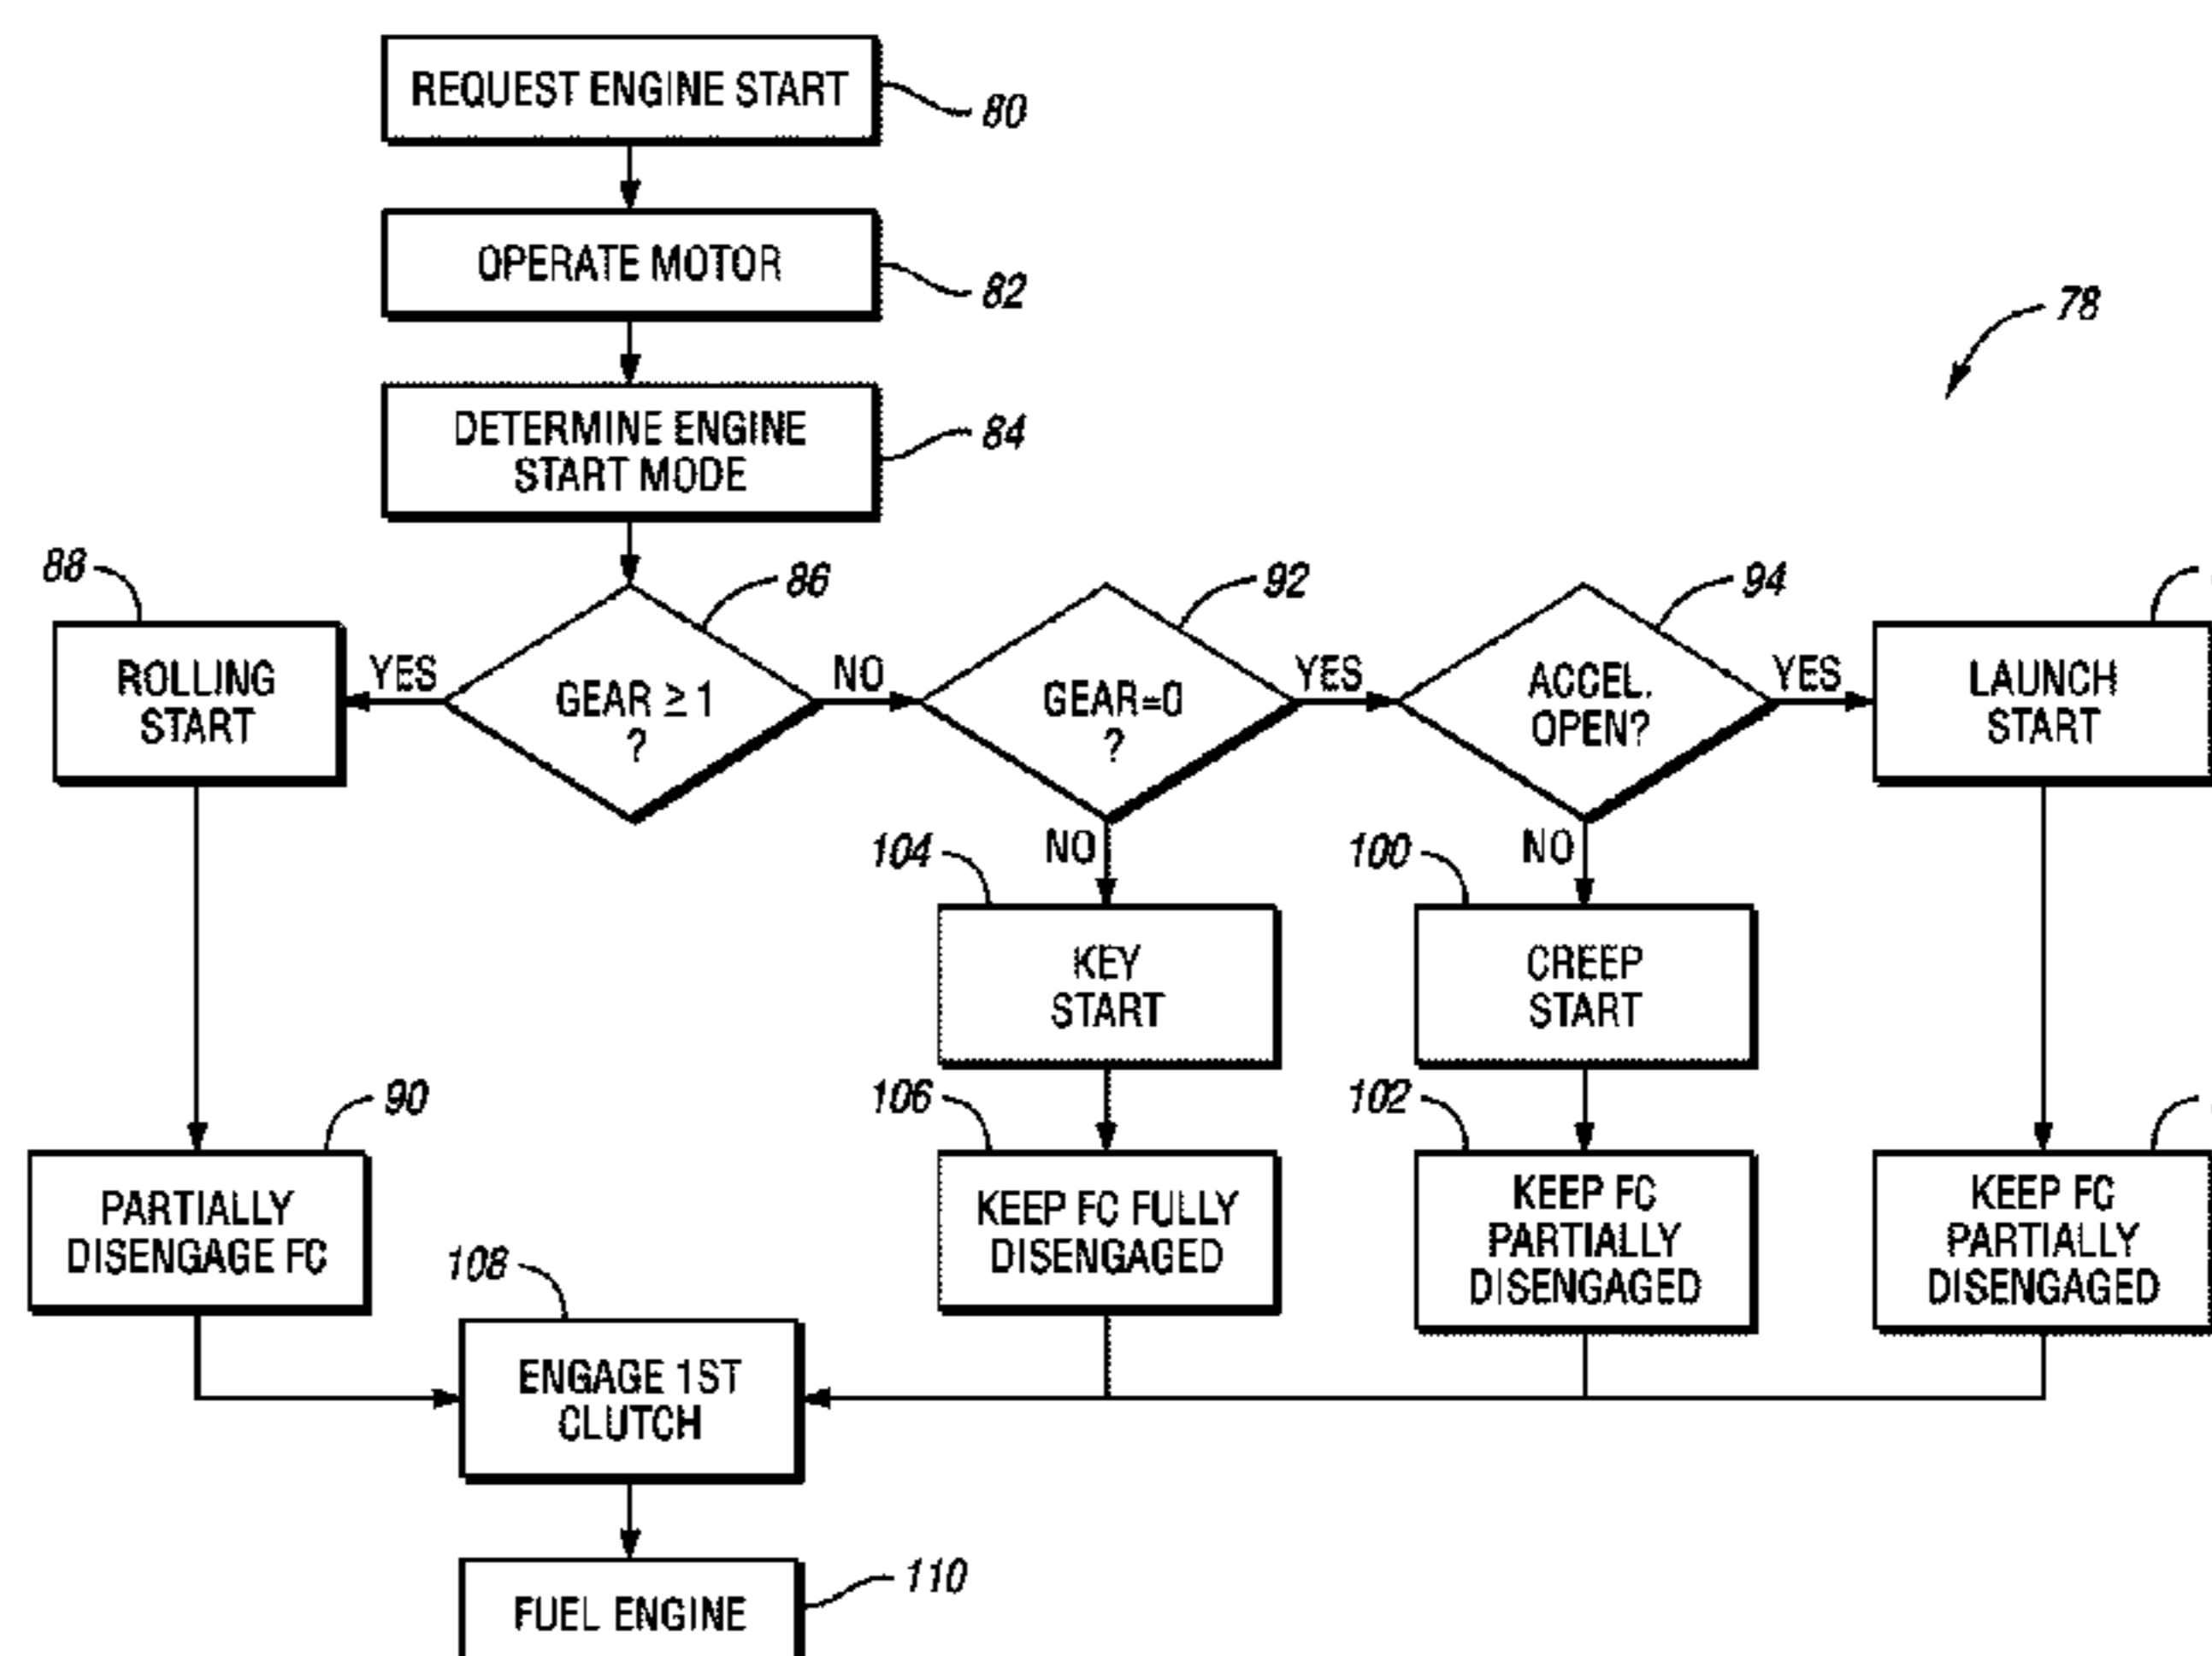 REQUEST ENGINE START
80
OPERATE MOTOR
82
78
DETERMINE ENGINE
START MODE
84
88
86
92
94
ROLLING
START
YES
GEAR ≥ 1
?
NO
GEAR=0
?
YES
ACCEL.
OPEN?
YES
LAUNCH
START
104
NO
100
NO
KEY
START
CREEP
START
90
106
102
PARTIALLY
DISENGAGE FC
KEEP FC FULLY
DISENGAGED
KEEP FC
PARTIALLY
DISENGAGED
KEEP FC
PARTIALLY
DISENGAGED
108
ENGAGE 1ST
CLUTCH
FUEL ENGINE
110